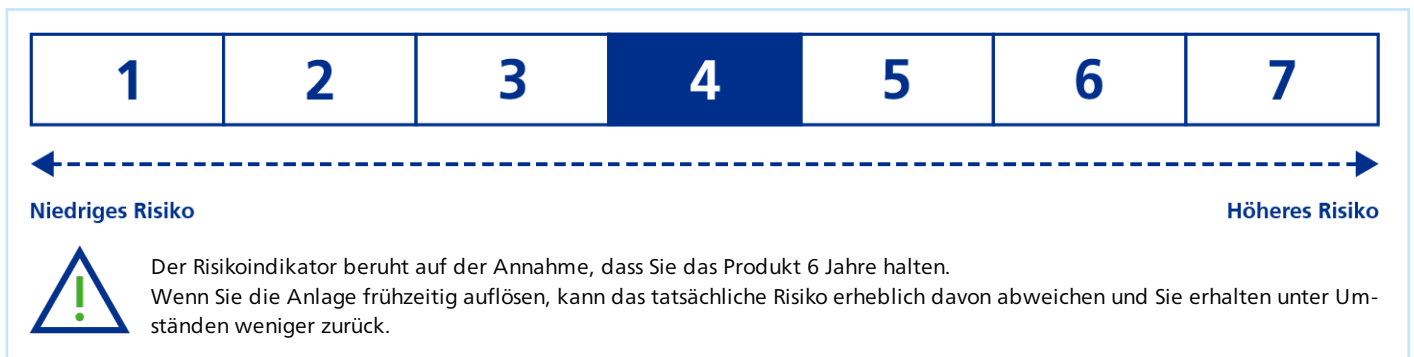 1 2 3 4 5 6 7
Niedriges Risiko Höheres Risiko
Der Risikoindikator beruht auf der Annahme, dass Sie das Produkt 6 Jahre halten.
Wenn Sie die Anlage frühzeitig auflösen, kann das tatsächliche Risiko erheblich davon abweichen und Sie erhalten unter Um-
ständen weniger zurück.